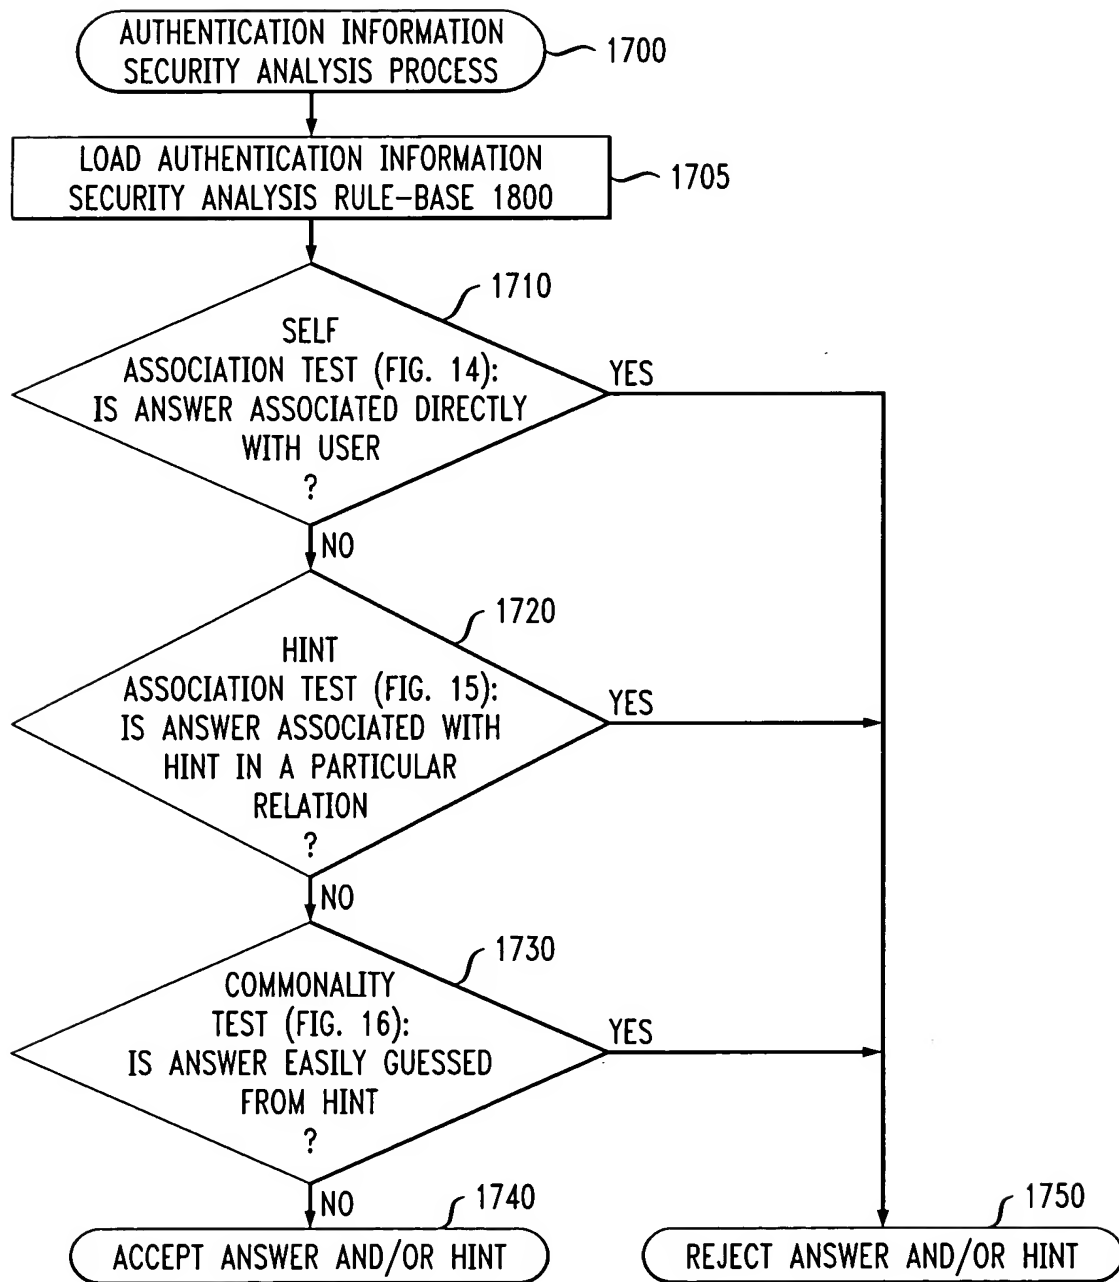 AUTHENTICATION INFORMATION
SECURITY ANALYSIS PROCESS
1700
LOAD AUTHENTICATION INFORMATION
SECURITY ANALYSIS RULE-BASE 1800
1705
1710
SELF
ASSOCIATION TEST (FIG. 14):
IS ANSWER ASSOCIATED DIRECTLY
WITH USER
?
YES
NO
1720
HINT
ASSOCIATION TEST (FIG. 15):
IS ANSWER ASSOCIATED WITH
HINT IN A PARTICULAR
RELATION
?
YES
NO
1730
COMMONALITY
TEST (FIG. 16):
IS ANSWER EASILY GUESSED
FROM HINT
?
YES
NO
1740
ACCEPT ANSWER AND/OR HINT
1750
REJECT ANSWER AND/OR HINT